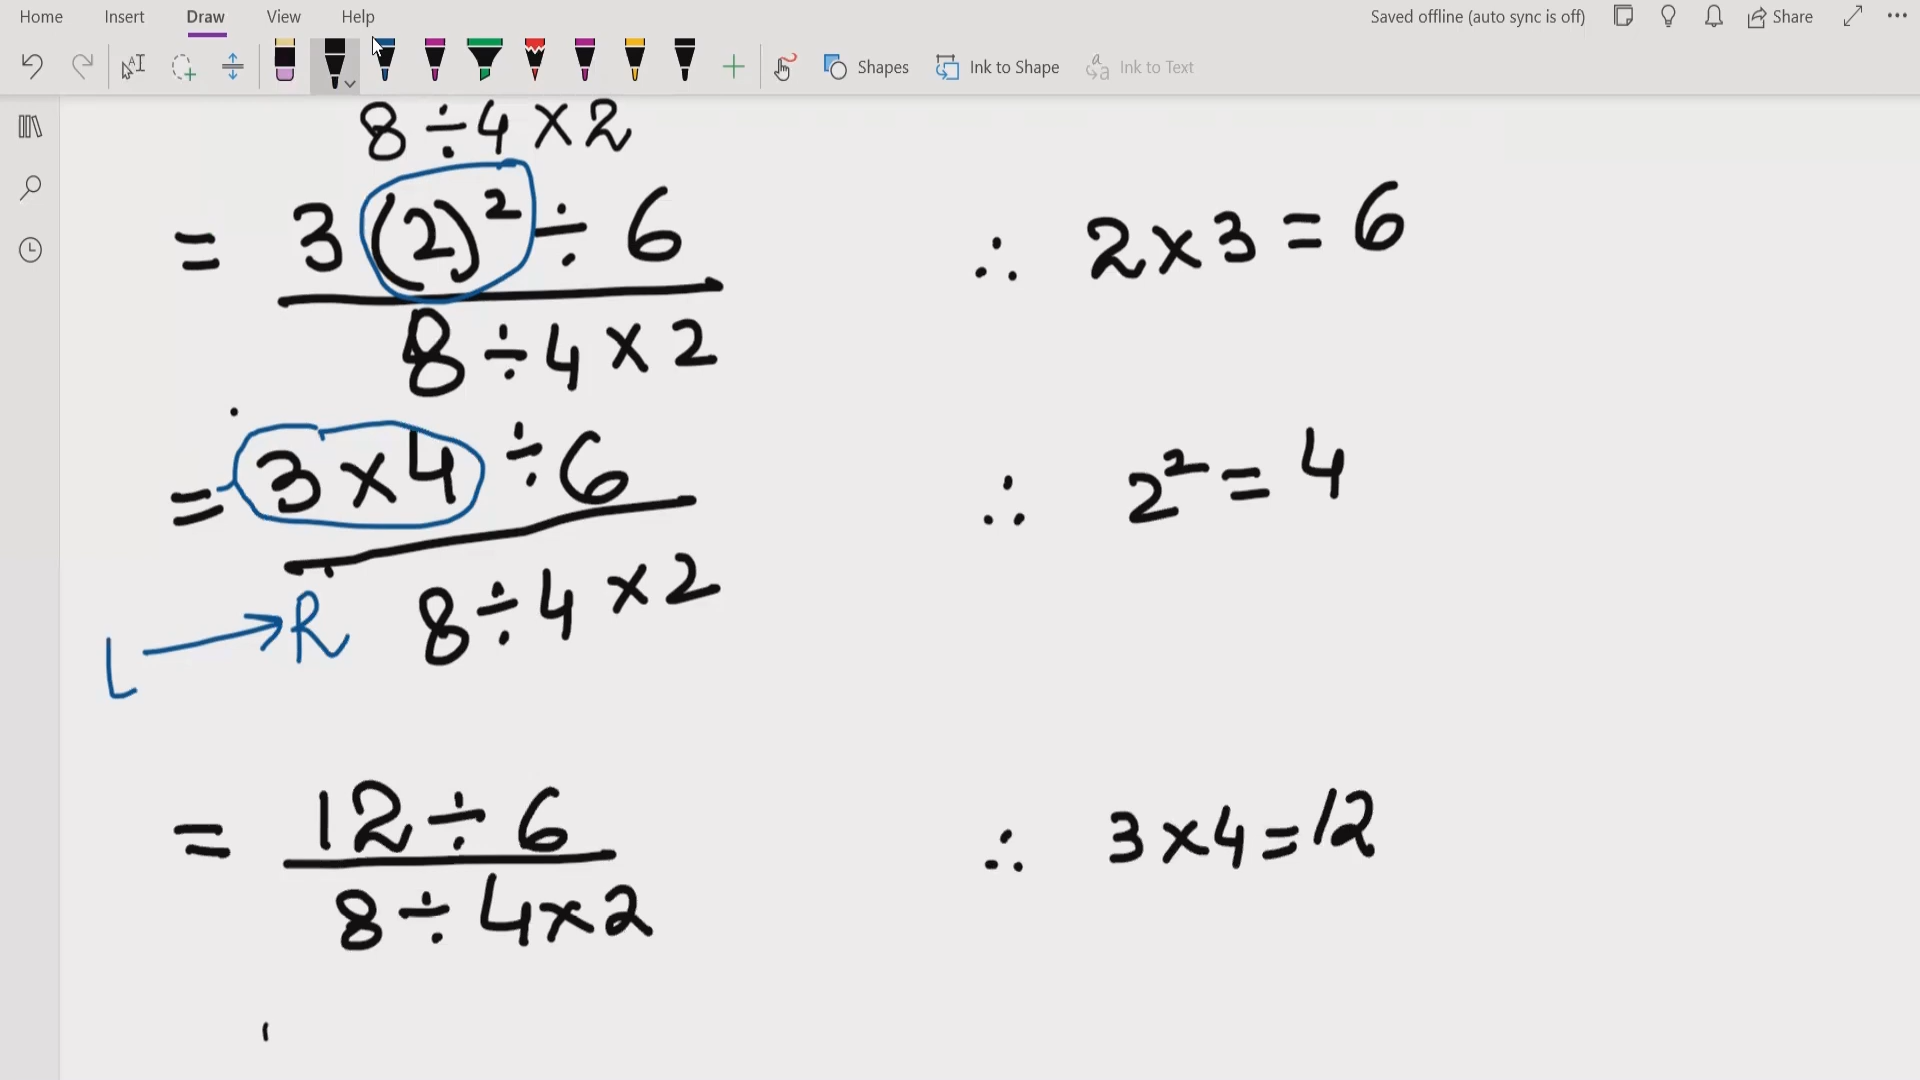 Home Insert Draw View Help Saved offline (auto sync is off) Share
Shapes Ink to Shape Ink to Text
8 ÷ 4 × 2
= 3 (2)² ÷ 6 ∴ 2 × 3 = 6
8 ÷ 4 × 2
= 3 × 4 ÷ 6 ∴ 2² = 4
8 ÷ 4 × 2
L → R
= 12 ÷ 6 ∴ 3 × 4 = 12
8 ÷ 4 × 2